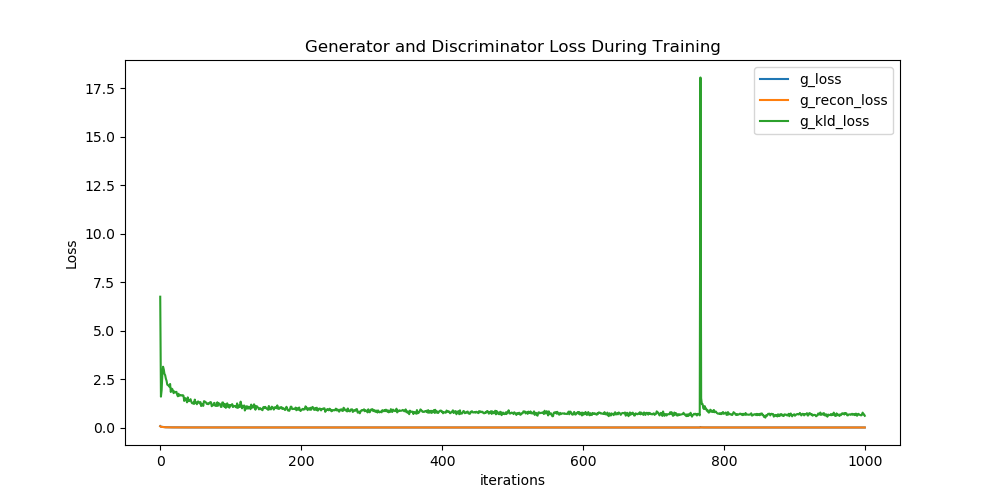 Generator and Discriminator Loss During Training
g_loss
g_recon_loss
g_kld_loss
17.5
15.0
12.5
10.0
7.5
5.0
2.5
0.0
Loss
0
200
400
600
800
1000
iterations